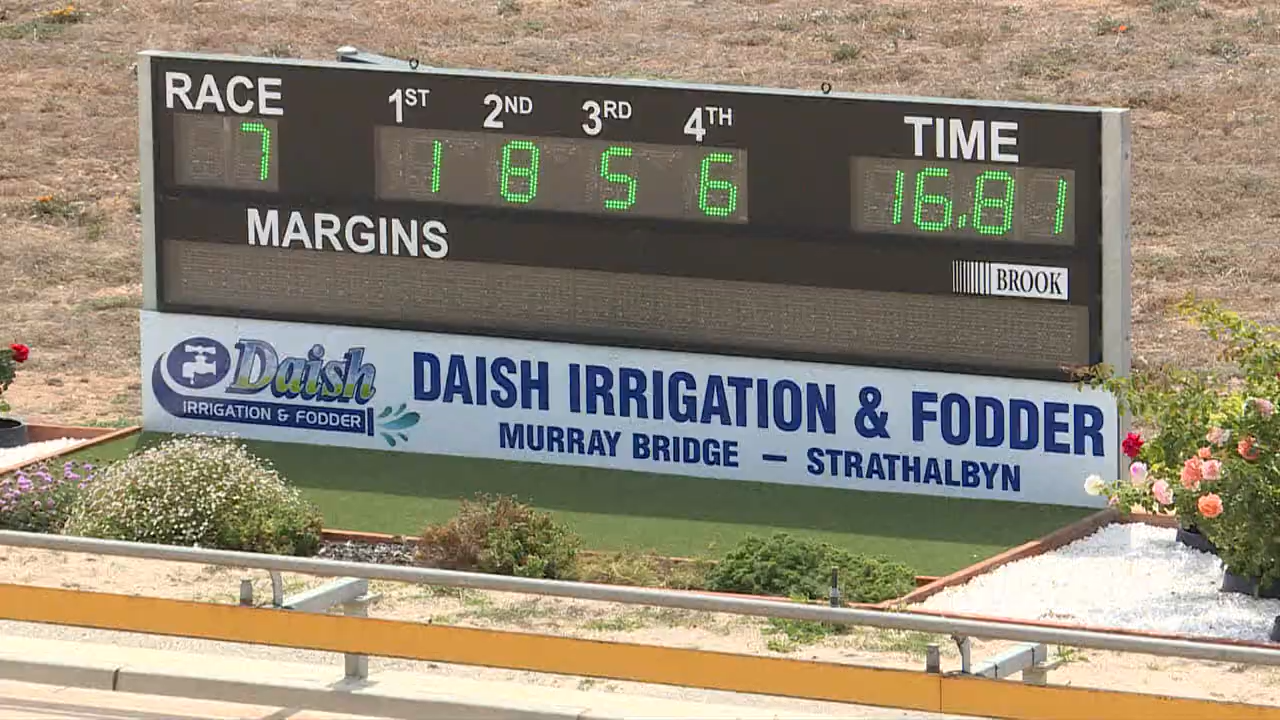 RACE 1ST 2ND 3RD 4TH TIME
7 1 8 5 6 16.81
MARGINS
BROOK
Daish
IRRIGATION & FODDER
DAISH IRRIGATION & FODDER
MURRAY BRIDGE – STRATHALBYN